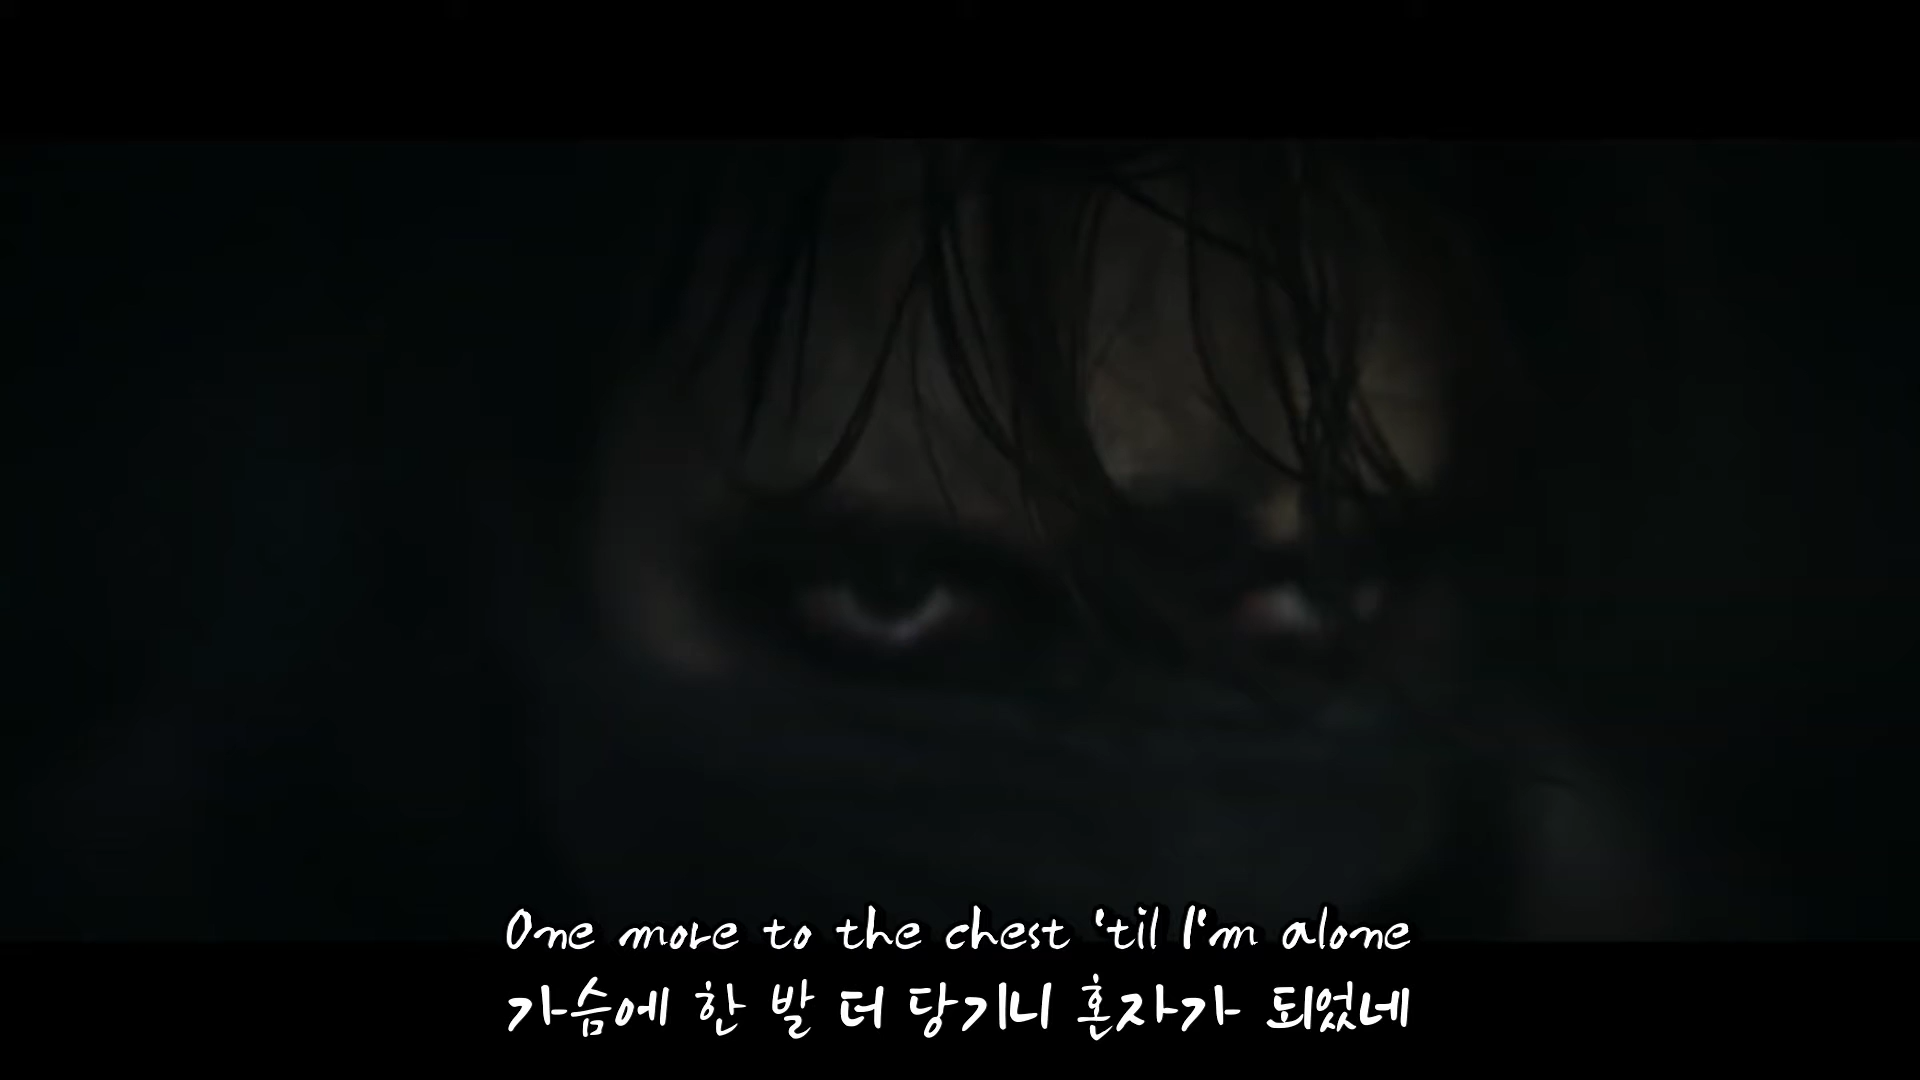 One more to the chest 'til I'm alone
가슴에 한 발 더 당기니 혼자가 되었네